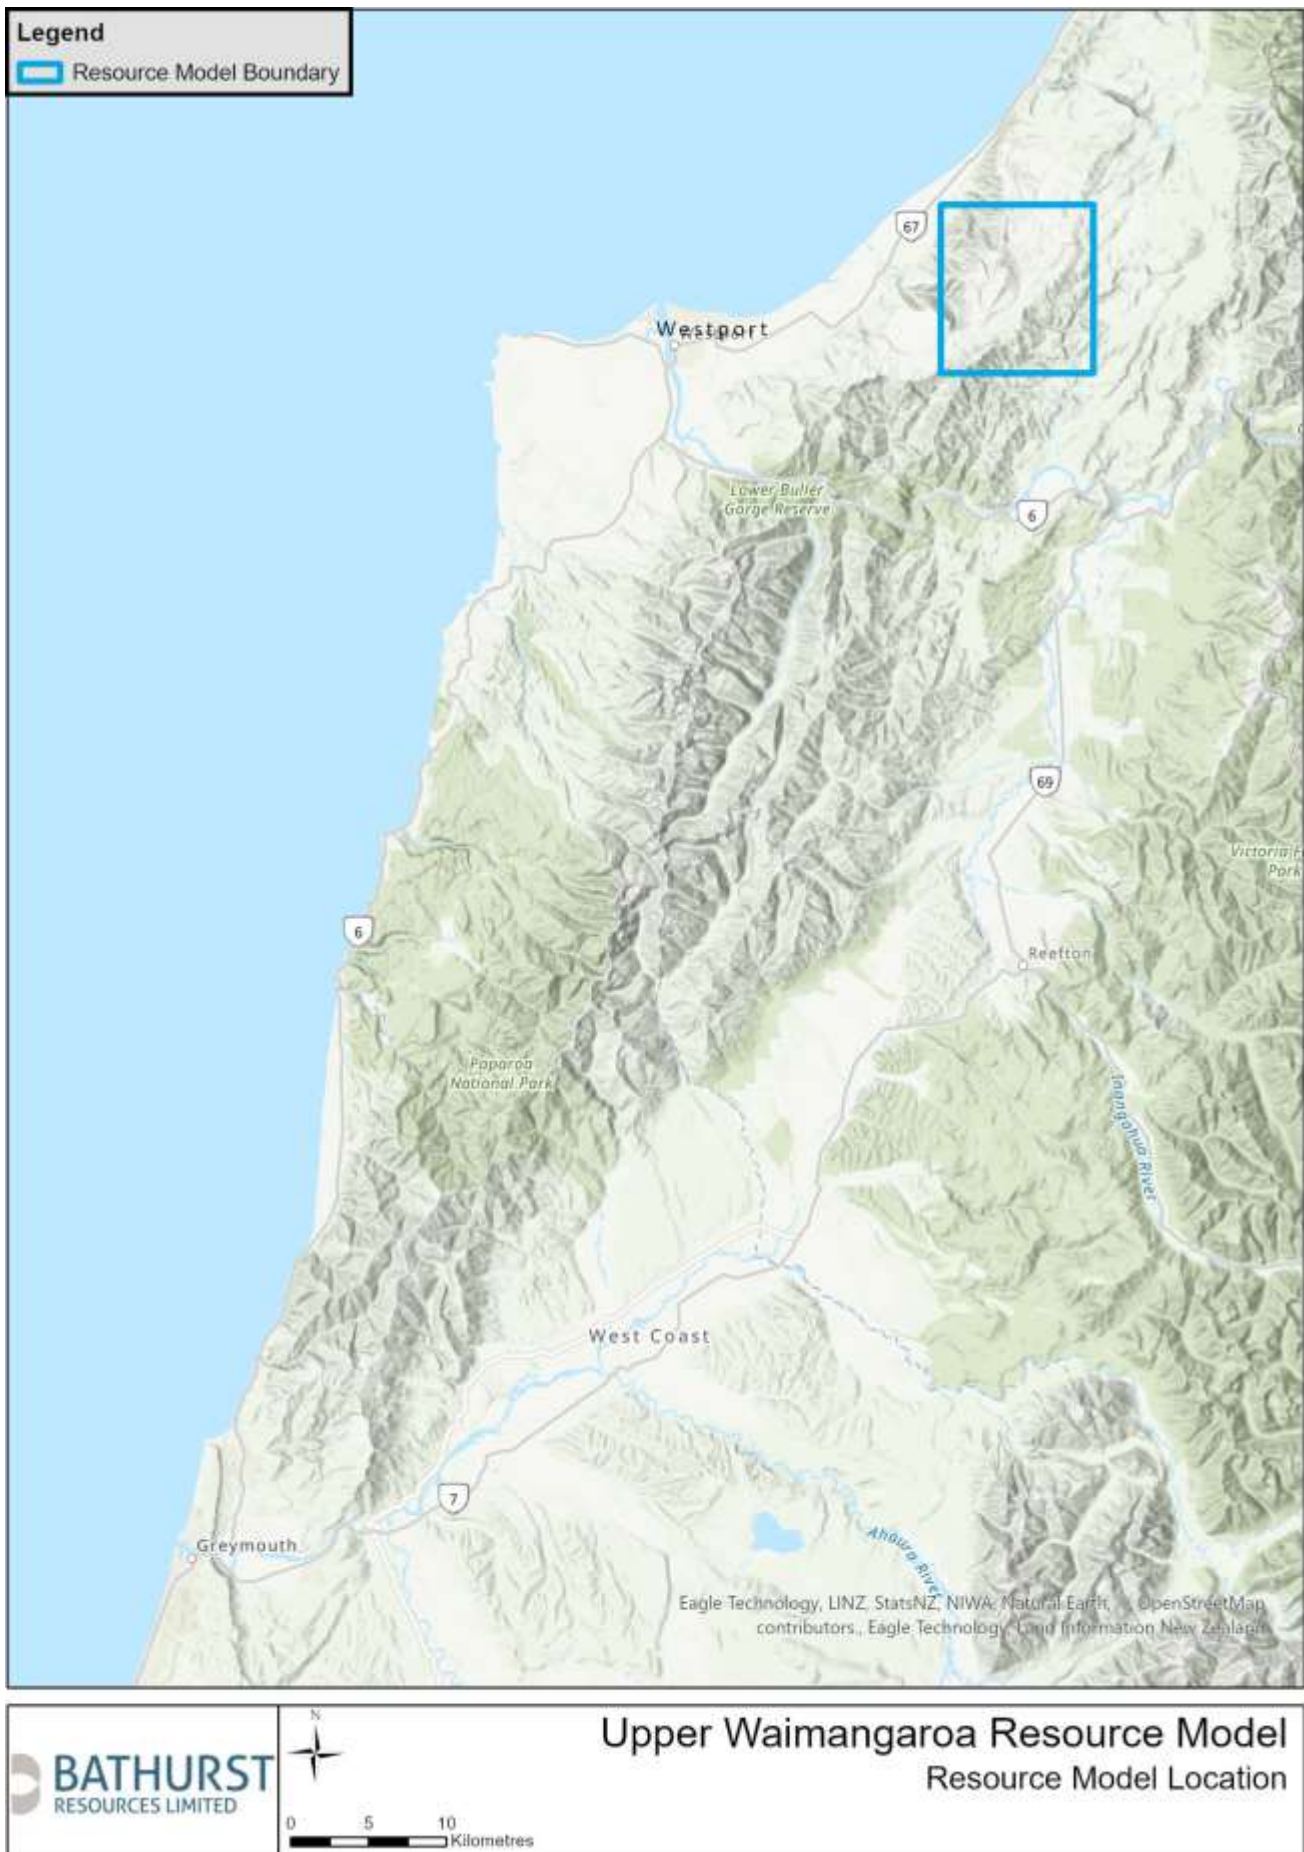 Legend
Resource Model Boundary
67
Westport
Lower Buller
Gorge Reserve
6
69
Victoria
Park
6
Reefton
Paparoa
National Park
Inangahua River
West Coast
7
Greymouth
Ahaura River
Eagle Technology, LINZ, StatsNZ, NIWA, Natural Earth, OpenStreetMap
contributors., Eagle Technology, Land Information New Zealand
BATHURST
RESOURCES LIMITED
N
0 5 10
Kilometres
Upper Waimangaroa Resource Model
Resource Model Location